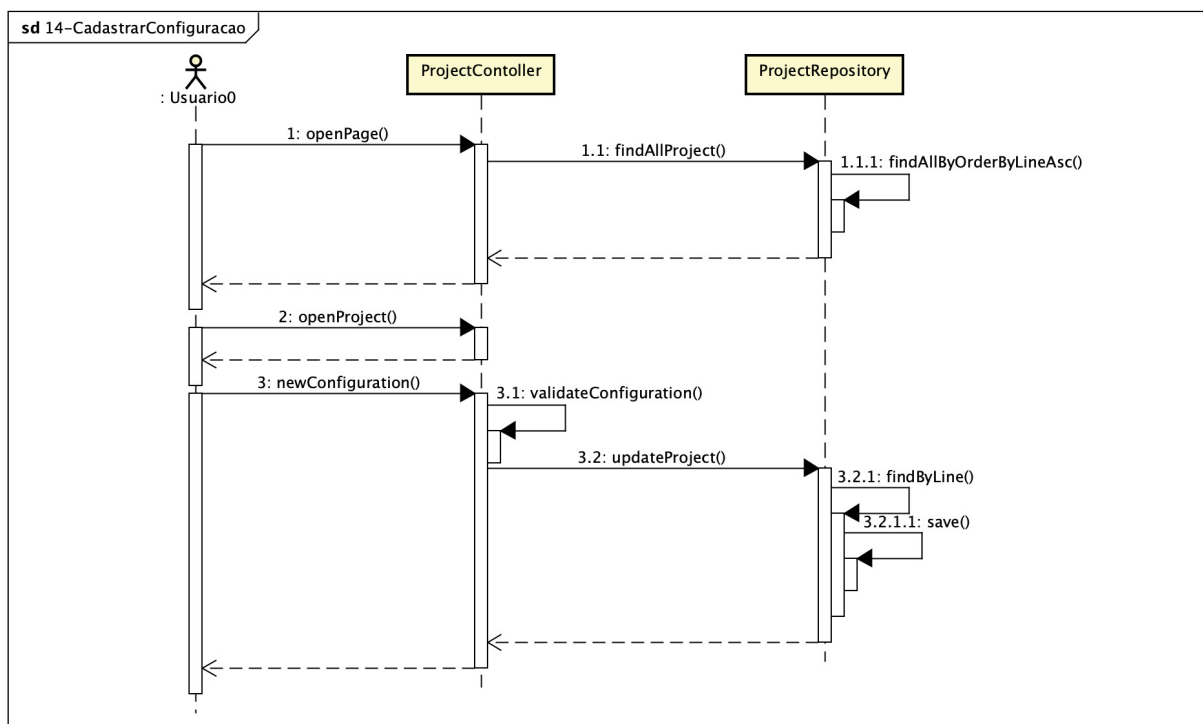 sd 14-CadastrarConfiguracao
: Usuario0
ProjectContoller
ProjectRepository
1: openPage()
1.1: findAllProject()
1.1.1: findAllByOrderByLineAsc()
2: openProject()
3: newConfiguration()
3.1: validateConfiguration()
3.2: updateProject()
3.2.1: findByLine()
3.2.1.1: save()